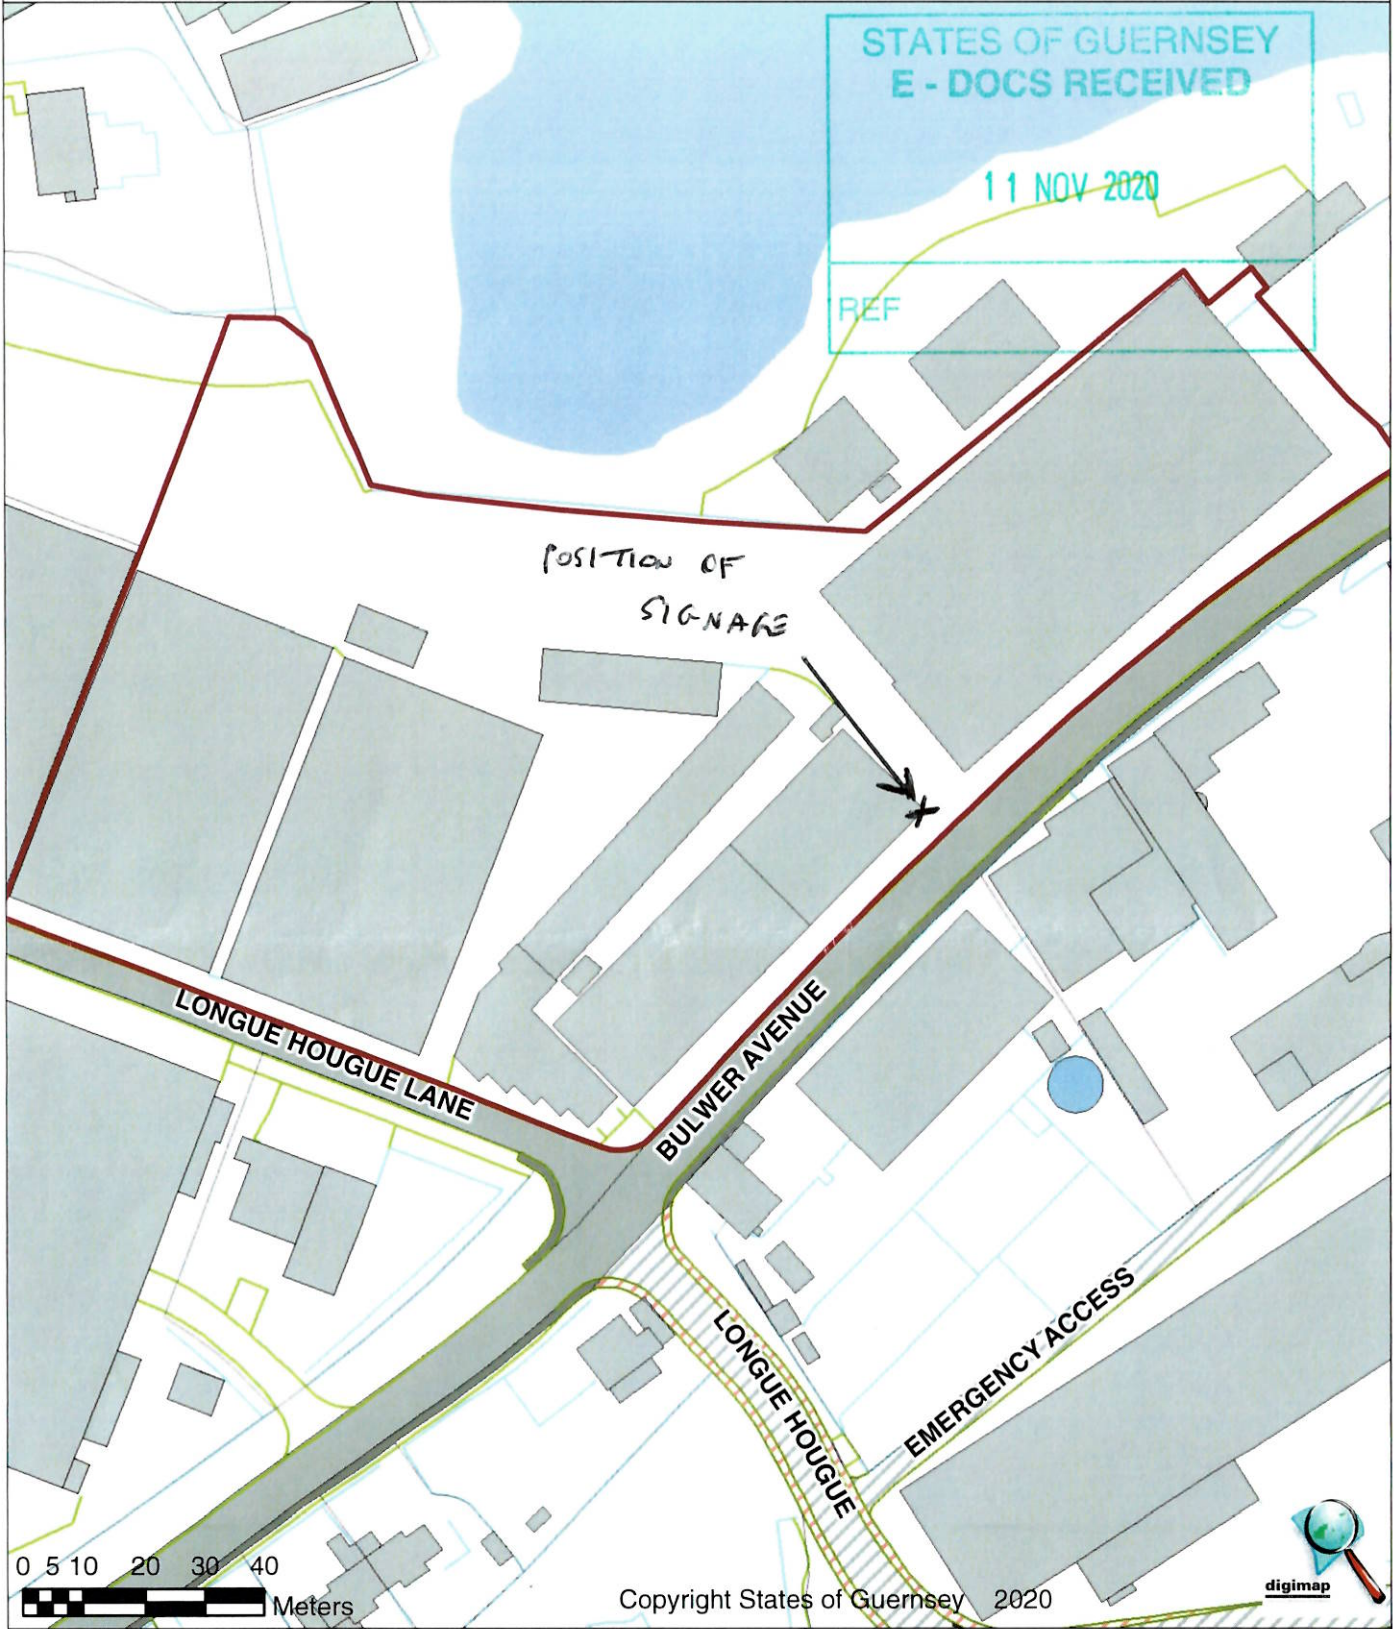 STATES OF GUERNSEY
E - DOCS RECEIVED
11 NOV 2020
REF
POSITION OF
SIGNAGE
LONGUE HOUGUE LANE
BULWER AVENUE
LONGUE HOUGUE
EMERGENCY ACCESS
0 5 10 20 30 40
Meters
Copyright States of Guernsey 2020
digimap